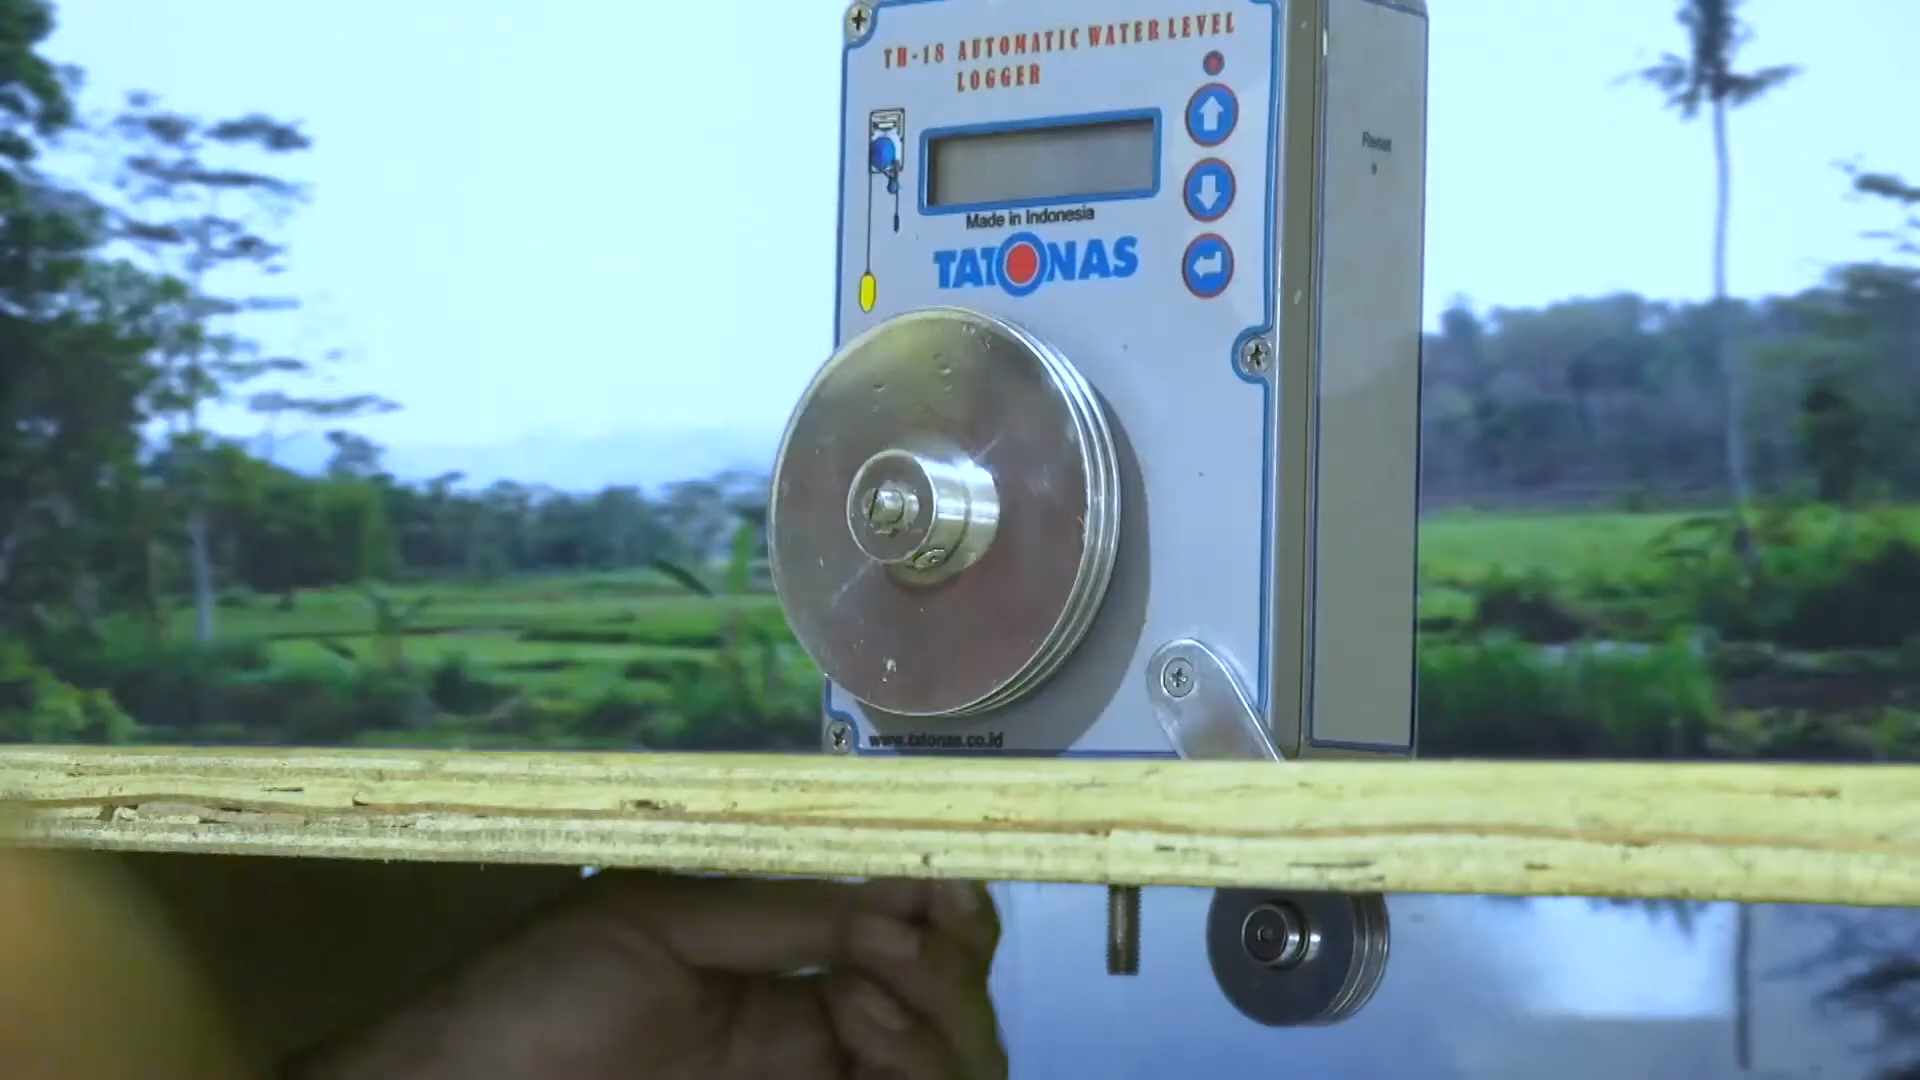 TH-18 AUTOMATIC WATER LEVEL
LOGGER
Reset
Made in Indonesia
TATONAS
www.tatonas.co.id